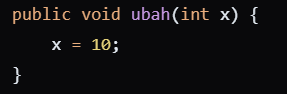 public void ubah(int x) {
    x = 10;
}